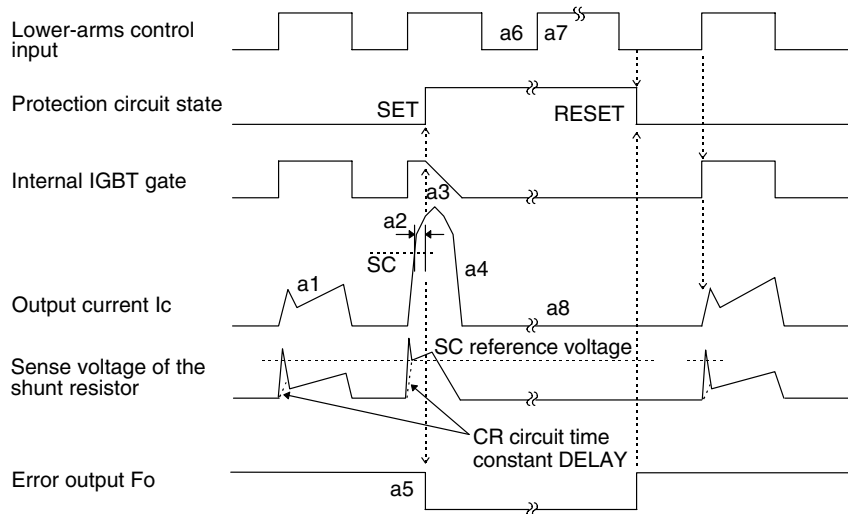 Lower-arms control
input
a6
a7
Protection circuit state
SET
RESET
Internal IGBT gate
a3
a2
SC
a4
a1
Output current Ic
a8
SC reference voltage
Sense voltage of the
shunt resistor
CR circuit time
constant DELAY
Error output Fo
a5